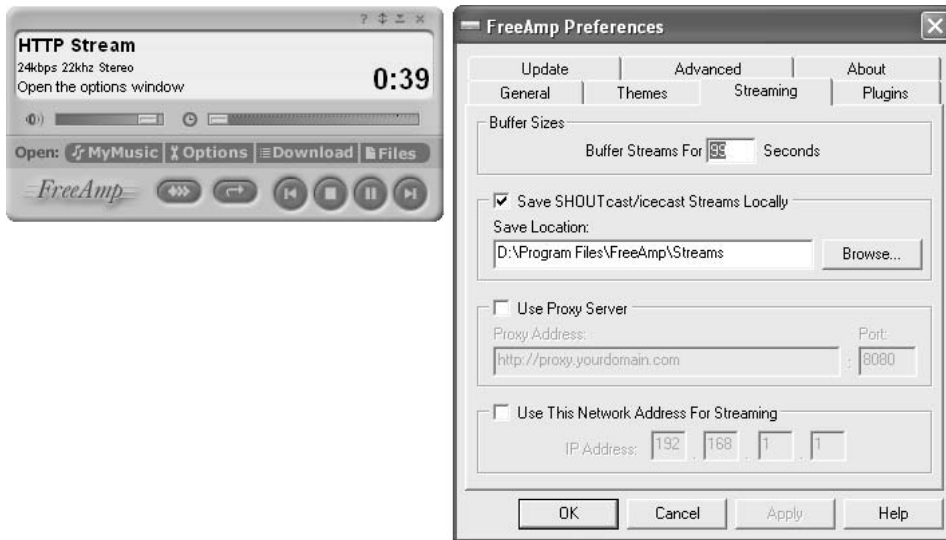 HTTP Stream
24kbps 22khz Stereo
Open the options window
0:39
Open: MyMusic Options Download Files
FreeAmp
FreeAmp Preferences
Update Advanced About
General Themes Streaming Plugins
Buffer Sizes
Buffer Streams For 99 Seconds
Save SHOUTcast/icecast Streams Locally
Save Location:
D:\Program Files\FreeAmp\Streams Browse...
Use Proxy Server
Proxy Address: Port:
http://proxy.yourdomain.com : 8080
Use This Network Address For Streaming
IP Address: 192 . 168 . 1 . 1
OK Cancel Apply Help